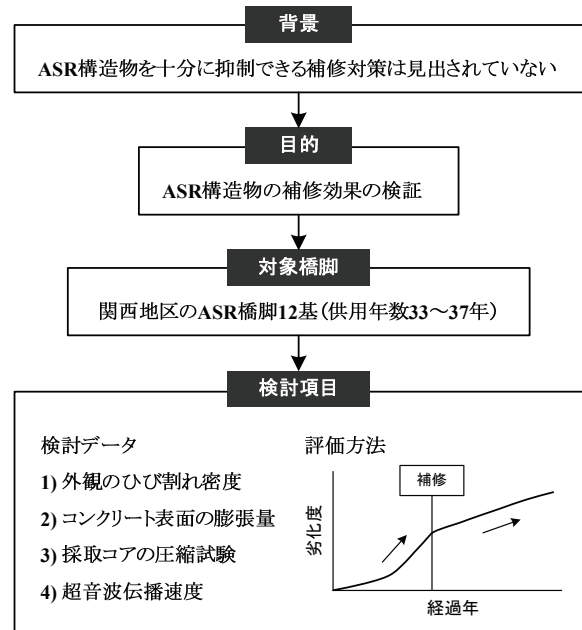 背景
ASR構造物を十分に抑制できる補修対策は見出されていない
目的
ASR構造物の補修効果の検証
対象橋脚
関西地区のASR橋脚12基(供用年数33～37年)
検討項目
検討データ
1) 外観のひび割れ密度
2) コンクリート表面の膨張量
3) 採取コアの圧縮試験
4) 超音波伝播速度
評価方法
補修
劣化度
経過年